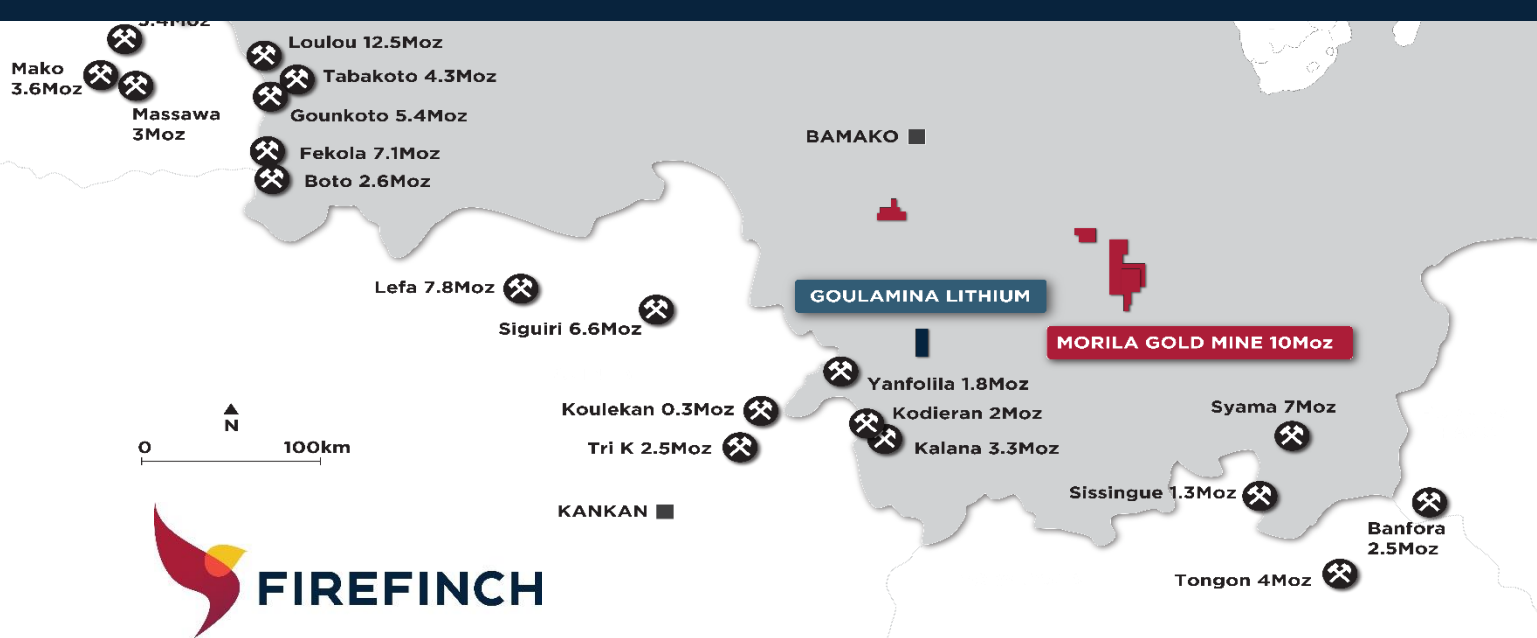 Mako
3.6Moz
Massawa
3Moz
Loulou 12.5Moz
Tabakoto 4.3Moz
Gounkoto 5.4Moz
Fekola 7.1Moz
Boto 2.6Moz
BAMAKO
Lefa 7.8Moz
Siguiri 6.6Moz
GOULAMINA LITHIUM
MORILA GOLD MINE 10Moz
Yanfolila 1.8Moz
Koulekan 0.3Moz
Kodieran 2Moz
Tri K 2.5Moz
Kalana 3.3Moz
Syama 7Moz
Sissingue 1.3Moz
Banfora
2.5Moz
Tongon 4Moz
KANKAN
N
0 100km
FIREFINCH